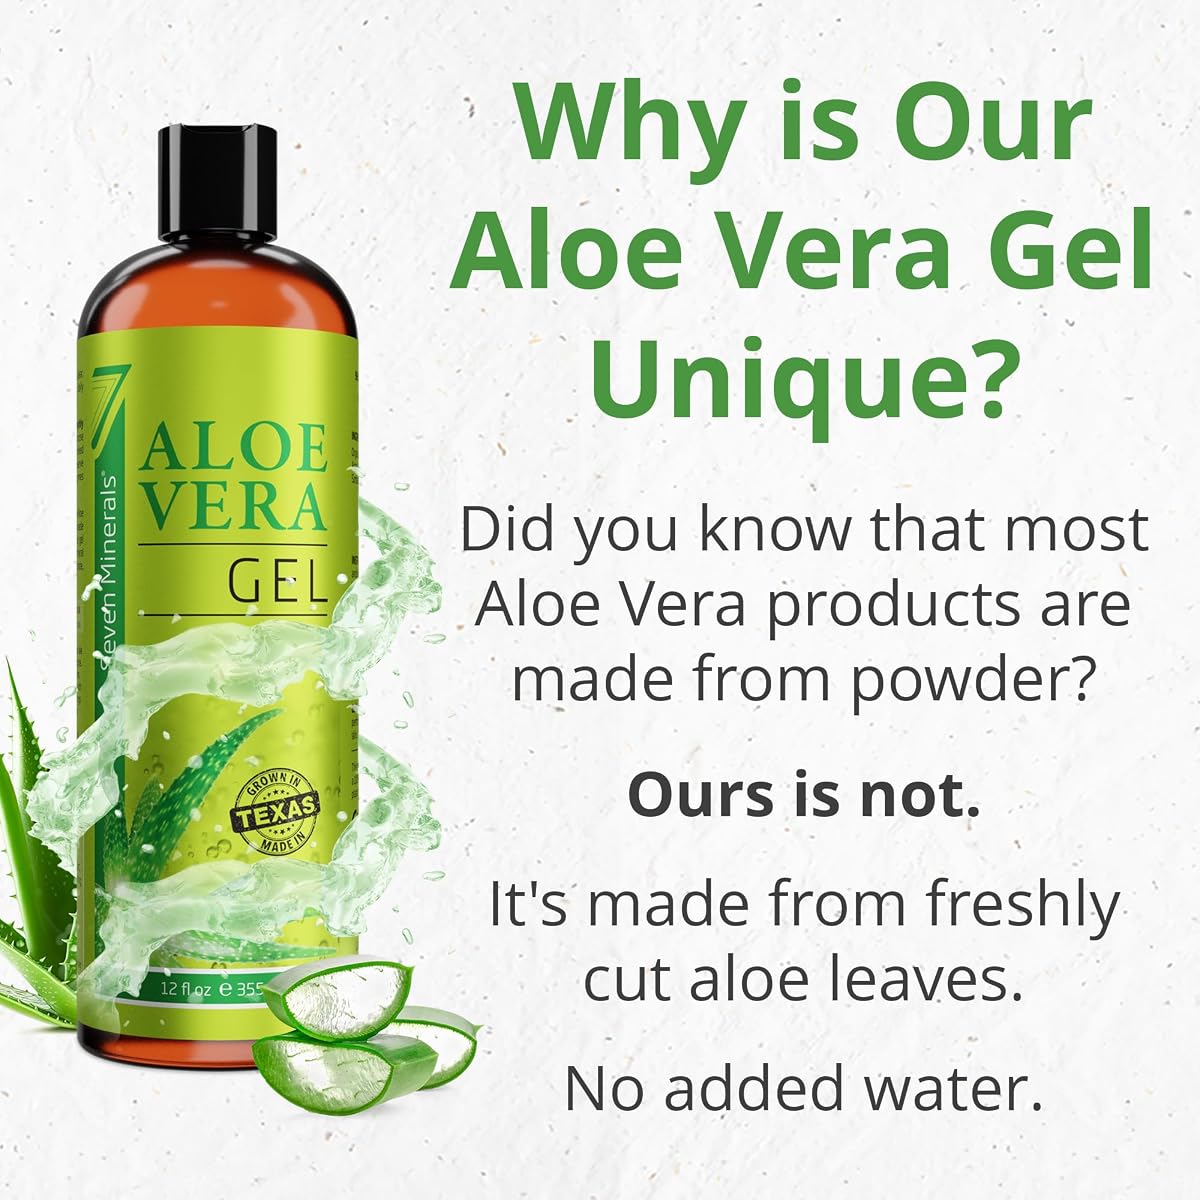 Why is Our
Aloe Vera Gel
Unique?
Did you know that most
Aloe Vera products are
made from powder?
Ours is not.
It's made from freshly
cut aloe leaves.
No added water.
7
Seven Minerals®
ALOE
VERA
GEL
GROWN IN
TEXAS
MADE IN
12 fl oz e 355